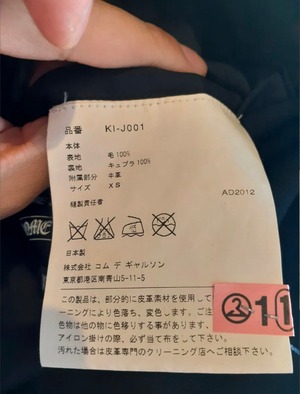 品番 KI-J001
本体
表地 毛100%
裏地 キュプラ100%
附属部分 牛革
サイズ XS
縫製責任者 AD2012
日本製
株式会社 コム デ ギャルソン
東京都港区南青山5-11-5
この製品は、部分的に皮革素材を使用して
ーニングにより色落ち、変色します。ご注
色物は他の物に色移りする事があります、
アイロン掛けの際、必ず当て布をして下さい。
汚れた場合は皮革専門のクリーニング店へご相談下さい。